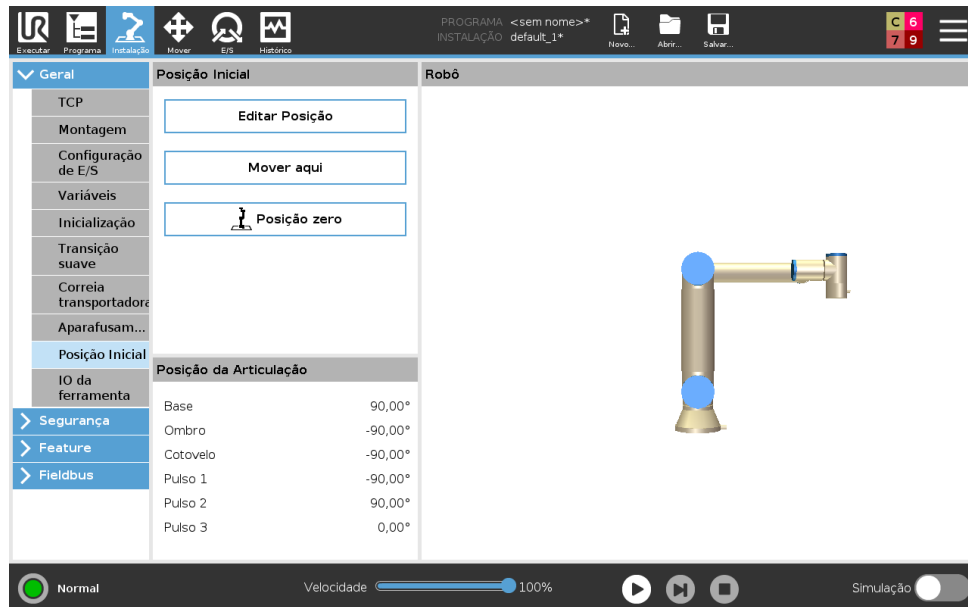 UR
Executar
Programa
Instalação
Mover
E/S
Histórico
PROGRAMA <sem nome>*
INSTALAÇÃO default_1*
Novo...
Abrir...
Salvar...
C 6
7 9
Geral
TCP
Montagem
Configuração
de E/S
Variáveis
Inicialização
Transição
suave
Correia
transportadora
Aparafusam...
Posição Inicial
IO da
ferramenta
Segurança
Feature
Fieldbus
Posição Inicial
Editar Posição
Mover aqui
Posição zero
Posição da Articulação
Base 90,00°
Ombro -90,00°
Cotovelo -90,00°
Pulso 1 -90,00°
Pulso 2 90,00°
Pulso 3 0,00°
Robô
Normal
Velocidade 100%
Simulação